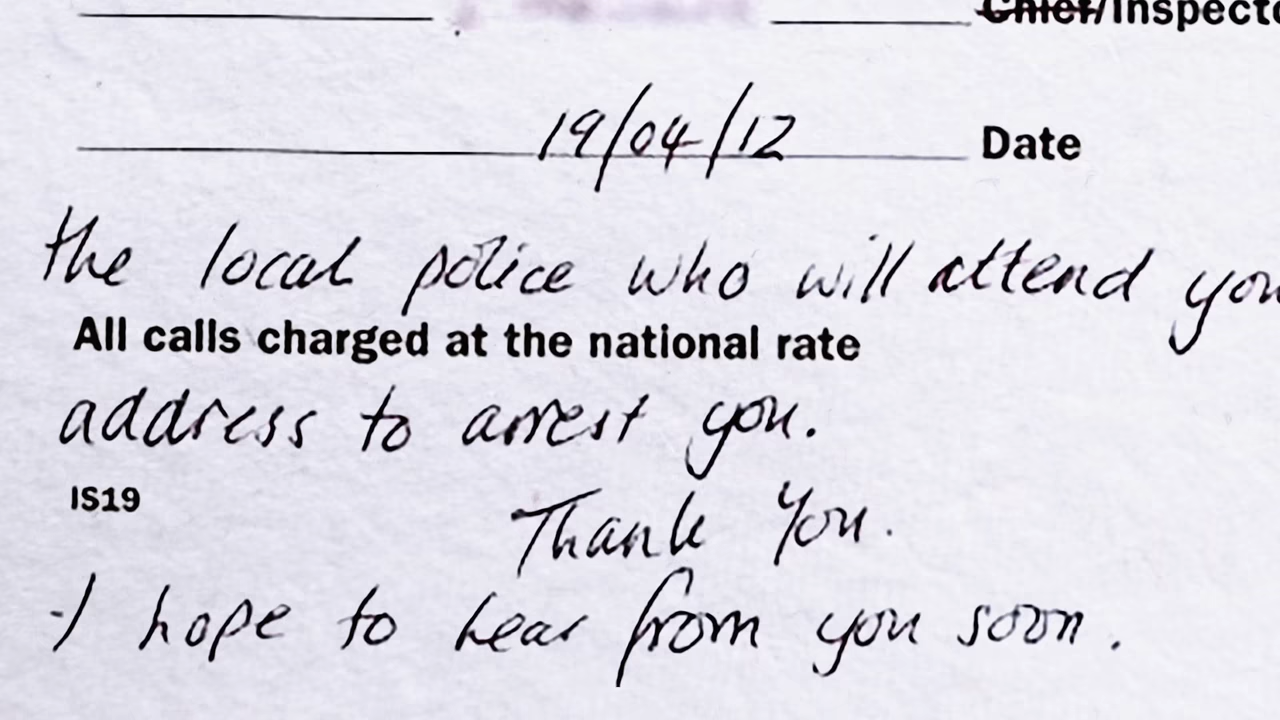 Chief/Inspecto
19/04/12 Date
the local police who will attend you
All calls charged at the national rate
address to arrest you.
IS19
Thank You.
I hope to hear from you soon.